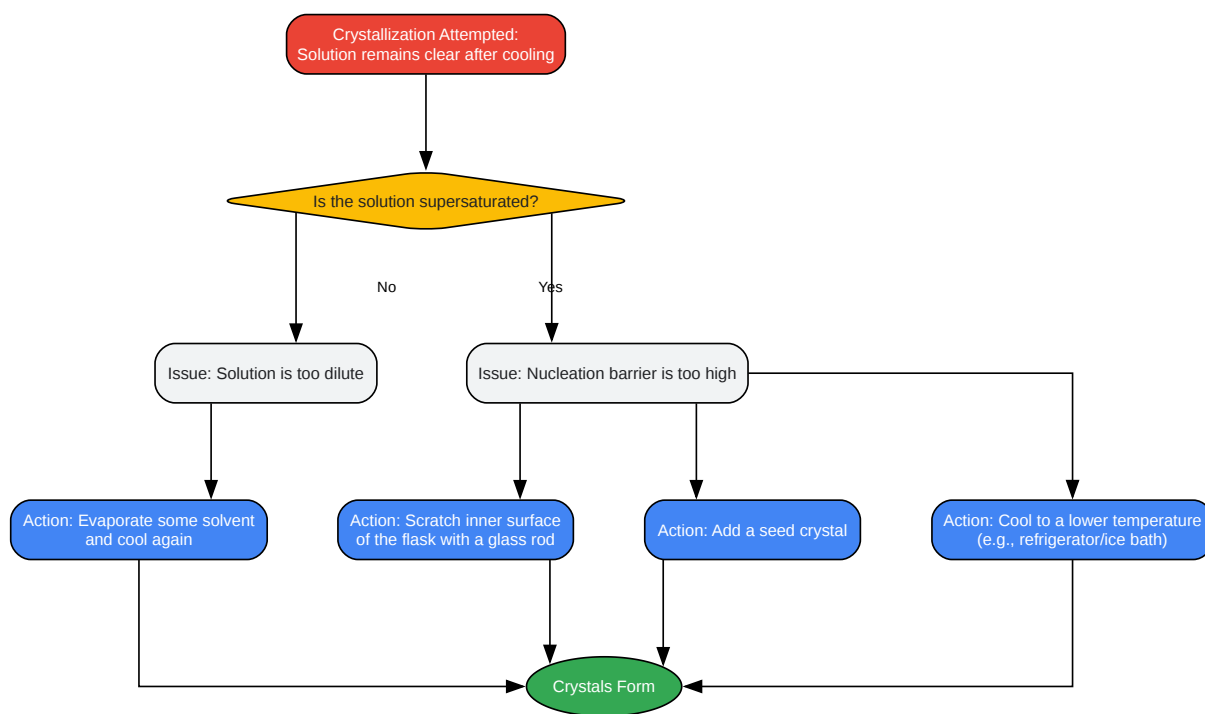 Crystallization Attempted:
Solution remains clear after cooling
Is the solution supersaturated?
No
Yes
Issue: Solution is too dilute
Issue: Nucleation barrier is too high
Action: Evaporate some solvent
and cool again
Action: Scratch inner surface
of the flask with a glass rod
Action: Add a seed crystal
Action: Cool to a lower temperature
(e.g., refrigerator/ice bath)
Crystals Form